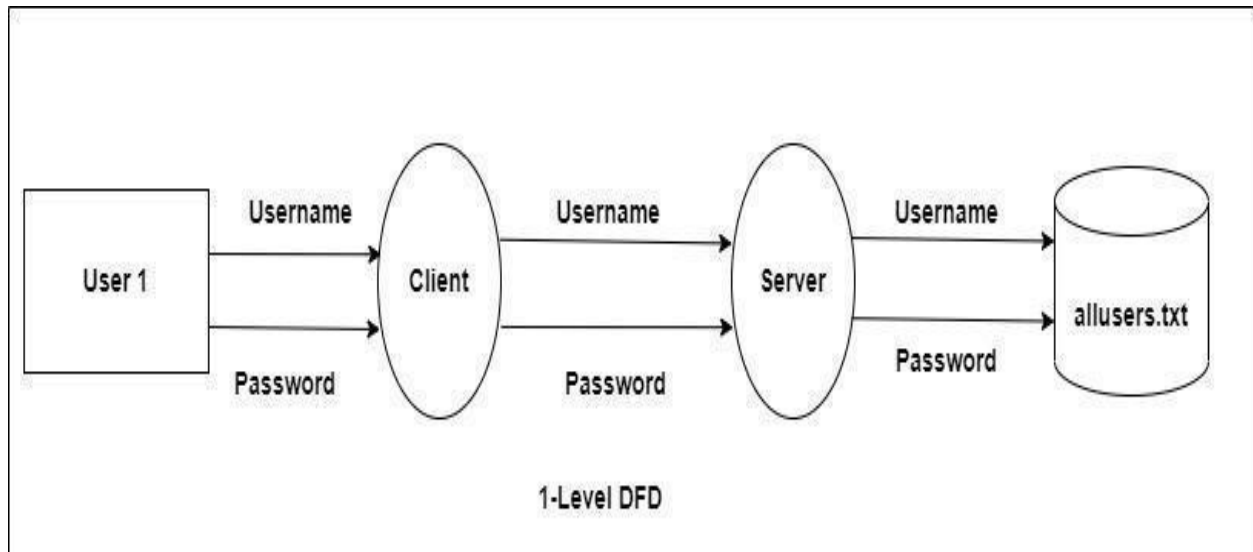 Username
Username
Username
User 1
Client
Server
allusers.txt
Password
Password
Password
1-Level DFD